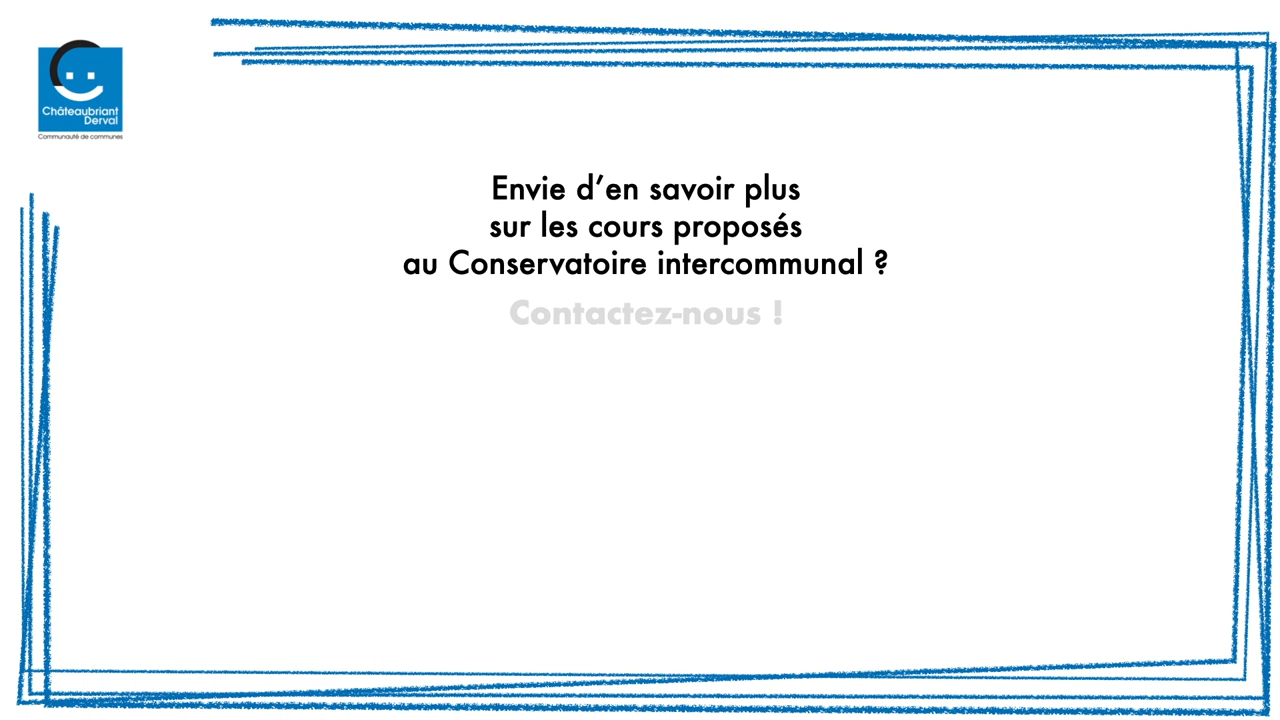 Châteaubriant
Derval
Communauté de communes
Envie d’en savoir plus
sur les cours proposés
au Conservatoire intercommunal ?
Contactez-nous !